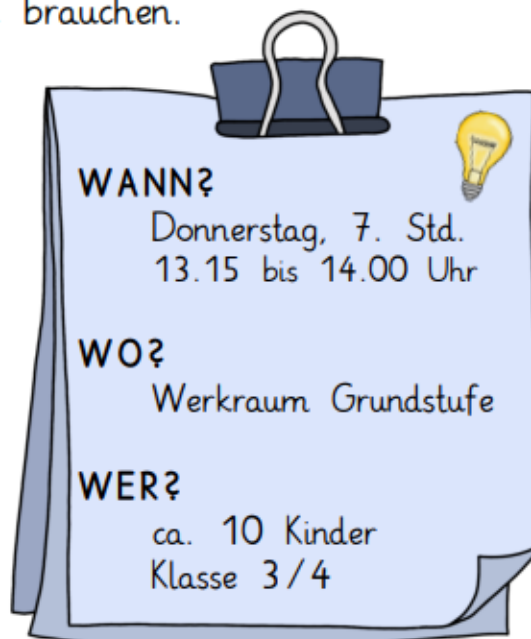 brauchen.
WANN?
Donnerstag, 7. Std.
13.15 bis 14.00 Uhr
WO?
Werkraum Grundstufe
WER?
ca. 10 Kinder
Klasse 3/4